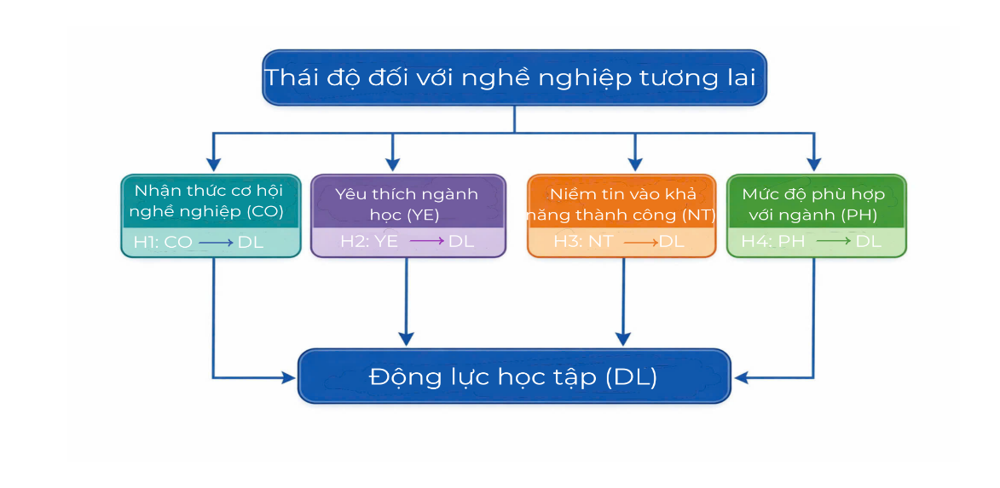 Thái độ đối với nghề nghiệp tương lai
Nhận thức cơ hội
nghề nghiệp (CO)
H1: CO ⟶ DL
Yêu thích ngành
học (YE)
H2: YE ⟶ DL
Niềm tin vào khả
năng thành công (NT)
H3: NT ⟶ DL
Mức độ phù hợp
với ngành (PH)
H4: PH ⟶ DL
Động lực học tập (DL)